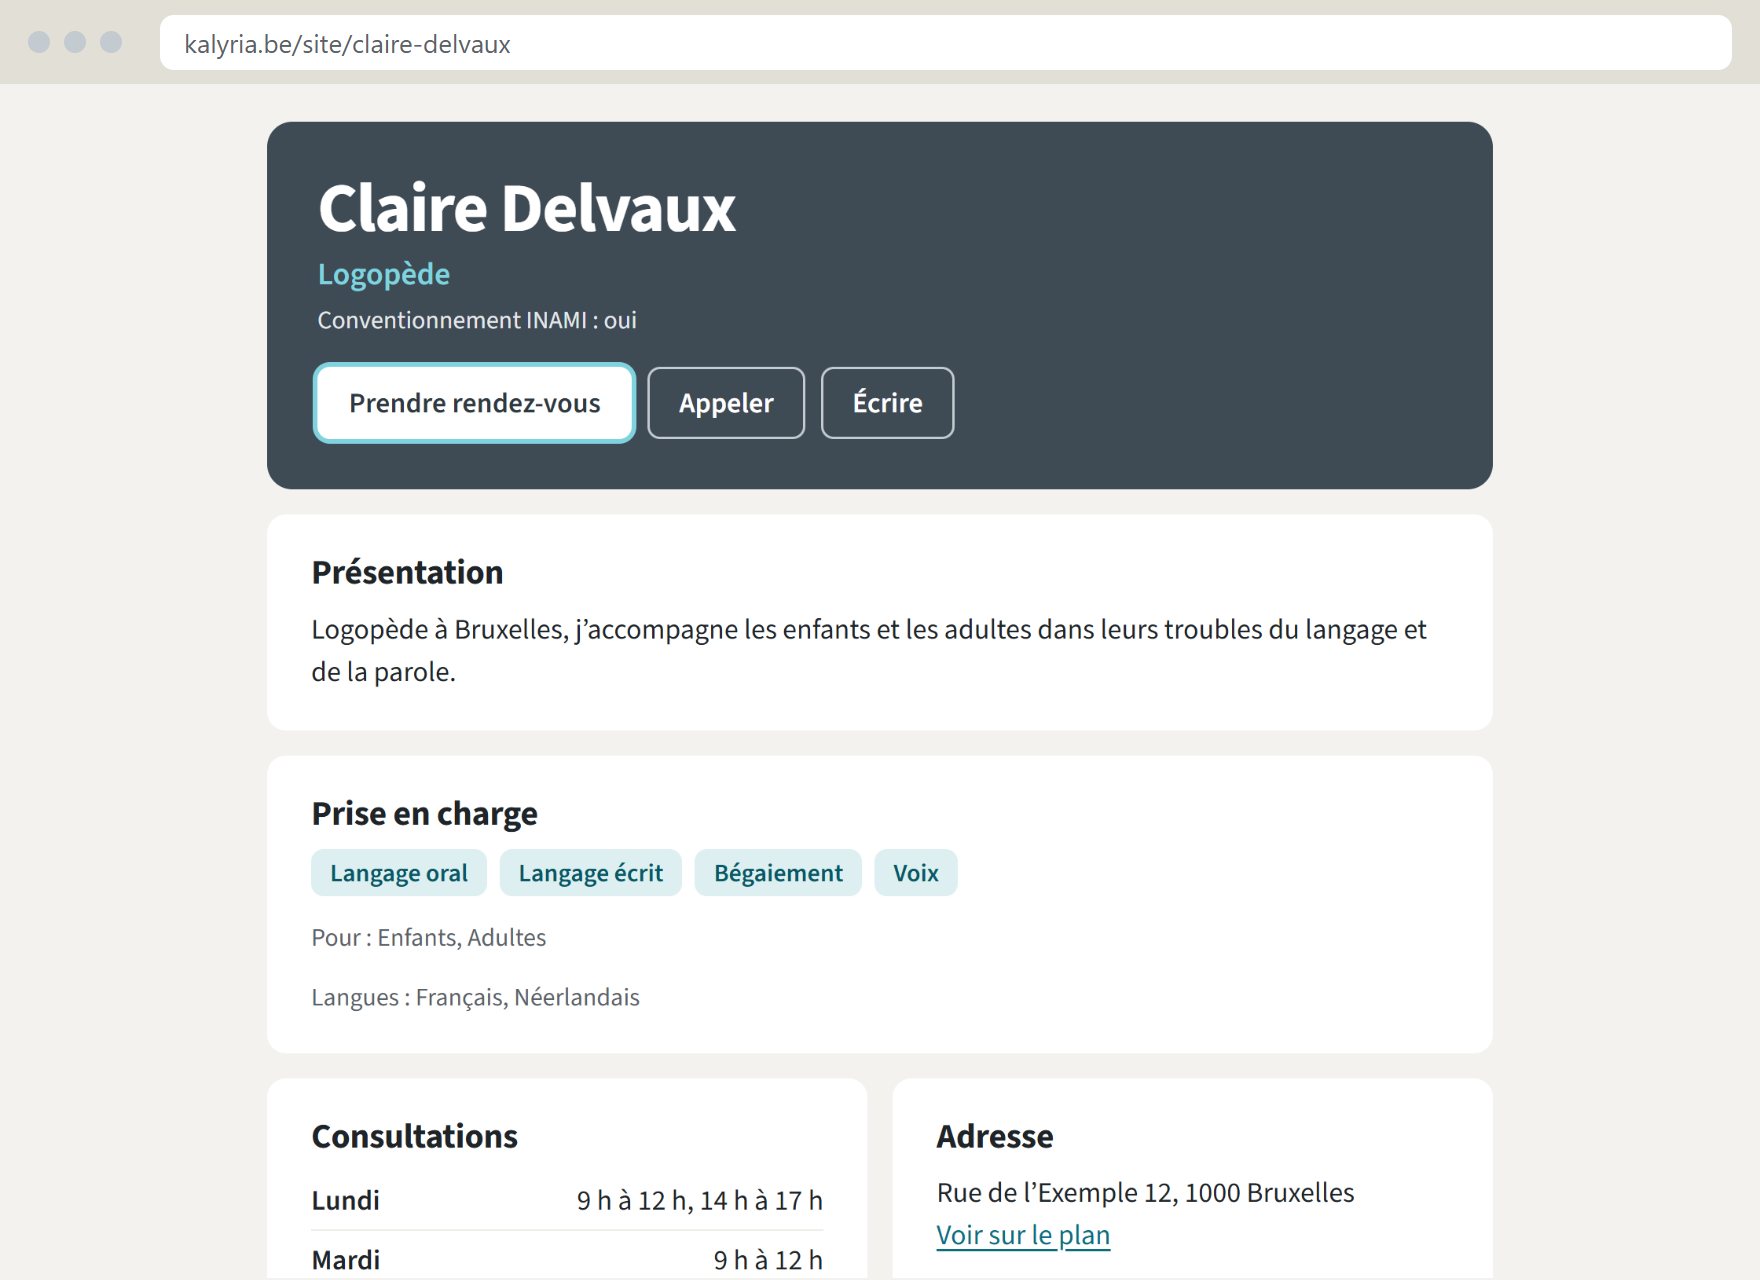 kalyria.be/site/claire-delvaux
Claire Delvaux
Logopède
Conventionnement INAMI : oui
Prendre rendez-vous
Appeler
Écrire
Présentation
Logopède à Bruxelles, j’accompagne les enfants et les adultes dans leurs troubles du langage et
de la parole.
Prise en charge
Langage oral
Langage écrit
Bégaiement
Voix
Pour : Enfants, Adultes
Langues : Français, Néerlandais
Consultations
Lundi 9 h à 12 h, 14 h à 17 h
Mardi 9 h à 12 h
Adresse
Rue de l’Exemple 12, 1000 Bruxelles
Voir sur le plan